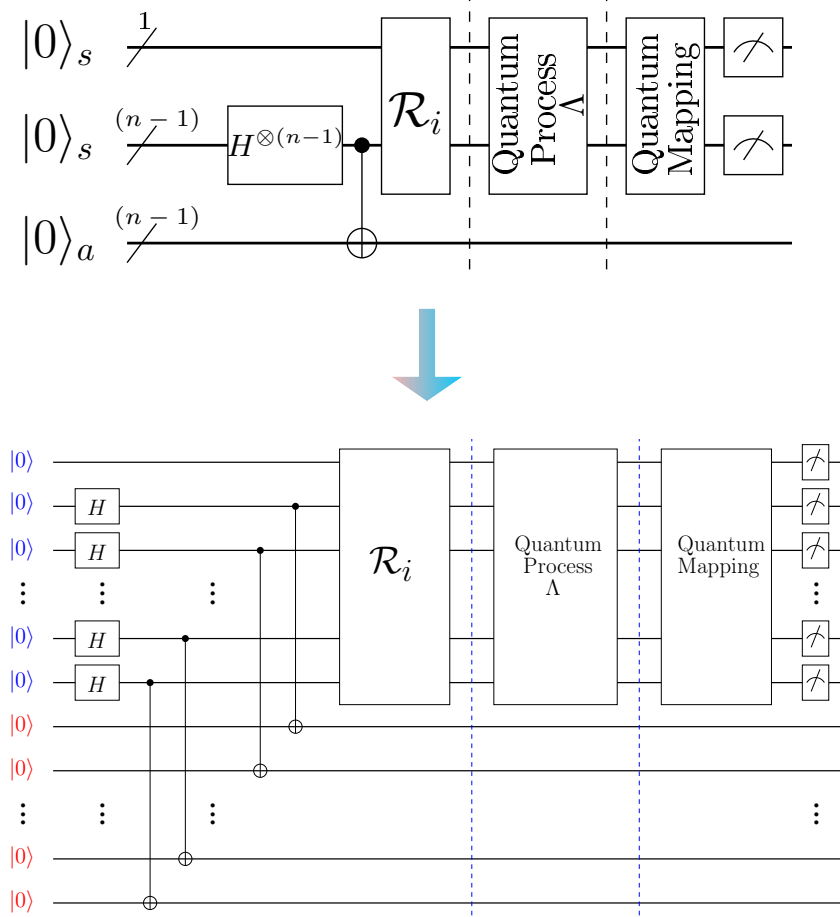 1
|0⟩s
(n − 1)
|0⟩s
H⊗(n−1)
(n − 1)
|0⟩a
Ri
Quantum
Process
Λ
Quantum
Mapping
|0⟩
|0⟩ H
|0⟩ H
⋮ ⋮ ⋮ ⋮
|0⟩ H
|0⟩ H
Ri
Quantum
Process
Λ
Quantum
Mapping
|0⟩
|0⟩
⋮ ⋮ ⋮ ⋮
|0⟩
|0⟩